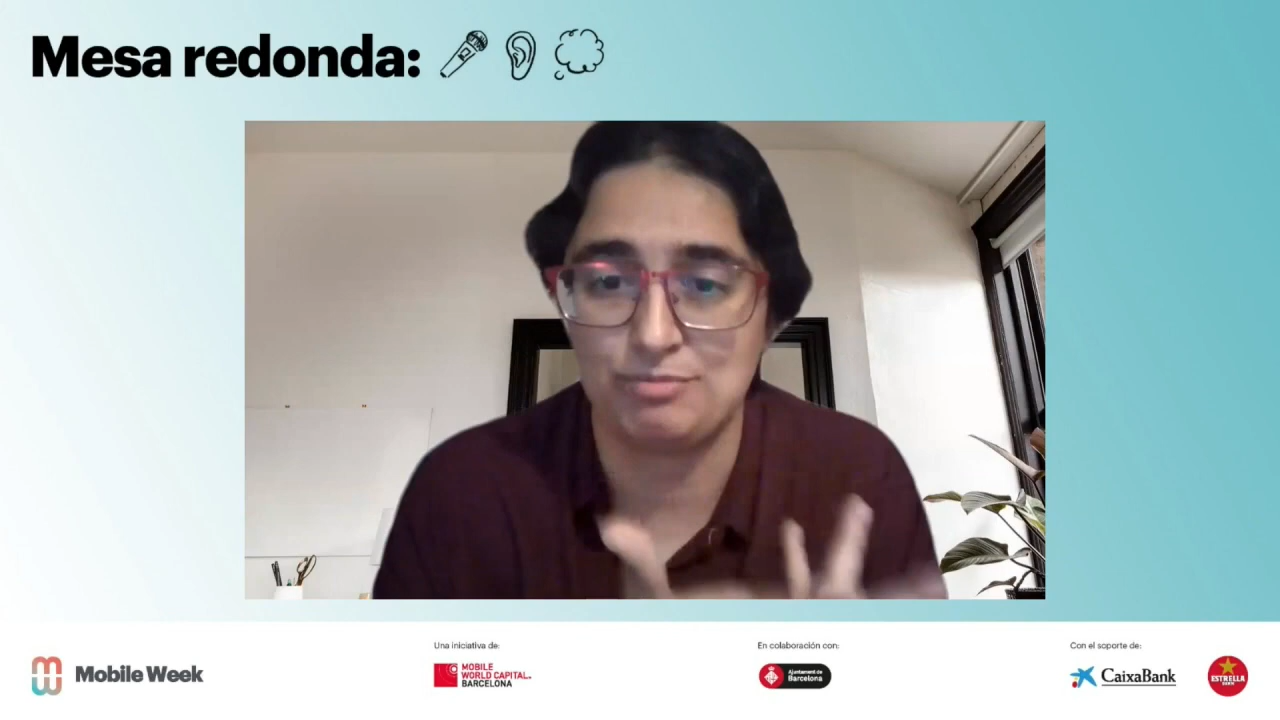 Mesa redonda:
Mobile Week
Una iniciativa de:
MOBILE
WORLD CAPITAL.
BARCELONA
En colaboración con:
Ajuntament de
Barcelona
Con el soporte de:
CaixaBank
ESTRELLA
DAMM